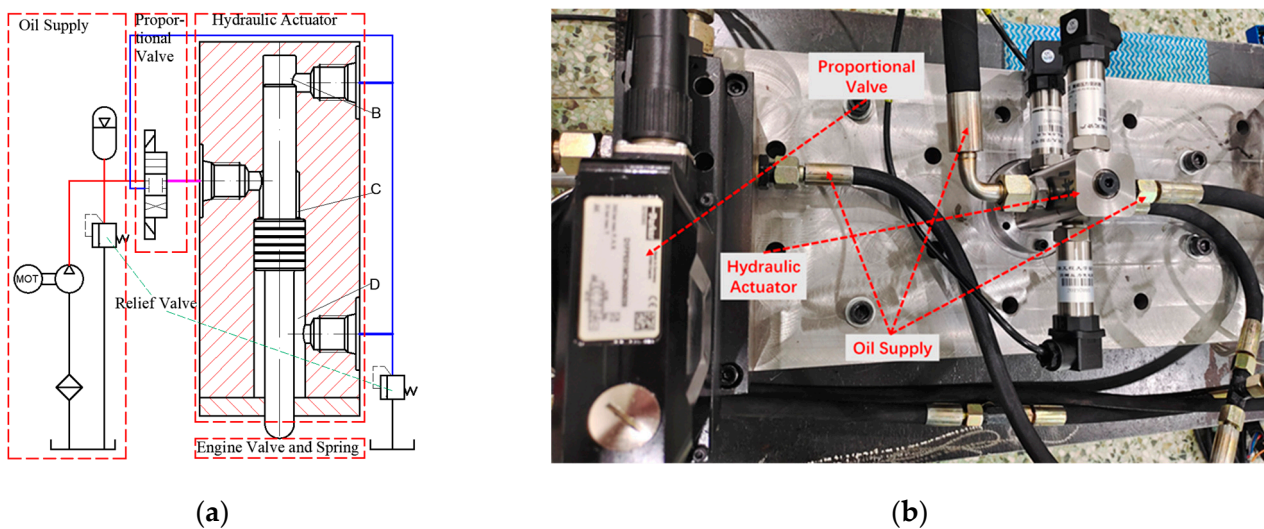 Oil Supply
Propor-
tional
Valve
Hydraulic Actuator
B
C
D
MOT
Relief Valve
Engine Valve and Spring
(a)
Proportional
Valve
Hydraulic
Actuator
Oil Supply
Parker
(b)